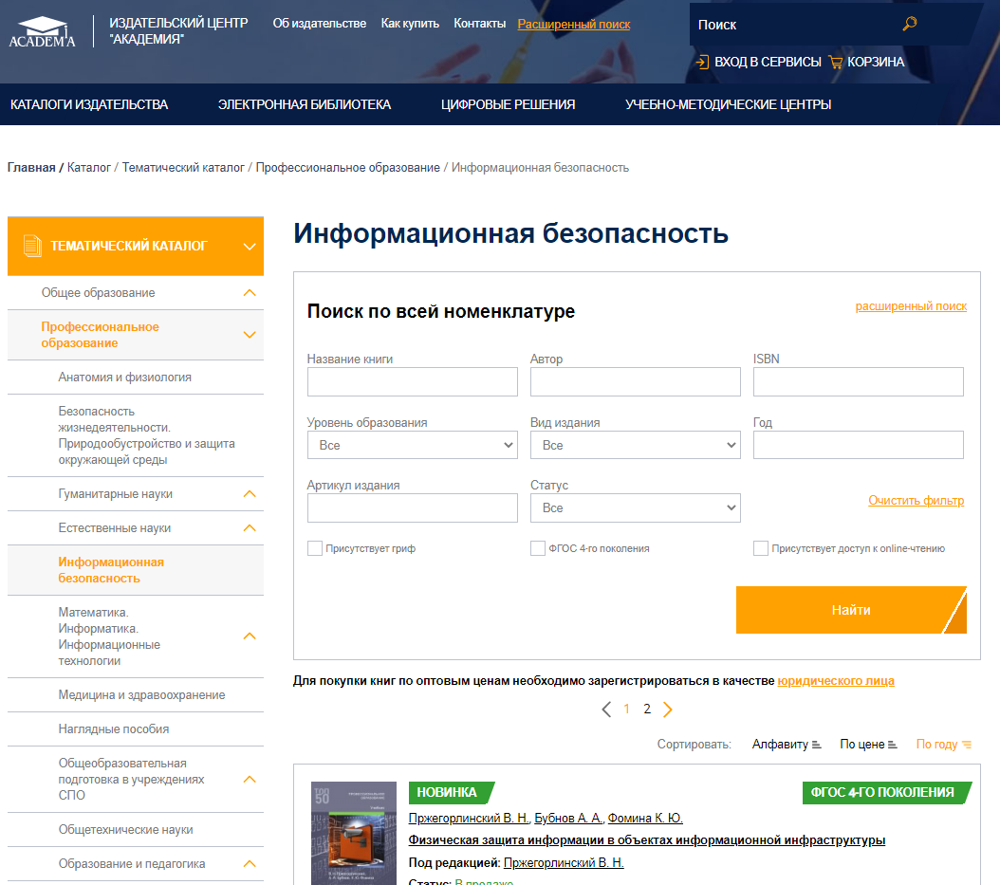 ACADEMA
ИЗДАТЕЛЬСКИЙ ЦЕНТР
"АКАДЕМИЯ"
Об издательстве Как купить Контакты Расширенный поиск
Поиск
ВХОД В СЕРВИСЫ КОРЗИНА
КАТАЛОГИ ИЗДАТЕЛЬСТВА ЭЛЕКТРОННАЯ БИБЛИОТЕКА ЦИФРОВЫЕ РЕШЕНИЯ УЧЕБНО-МЕТОДИЧЕСКИЕ ЦЕНТРЫ
Главная / Каталог / Тематический каталог / Профессиональное образование / Информационная безопасность
ТЕМАТИЧЕСКИЙ КАТАЛОГ
Общее образование
Профессиональное
образование
Анатомия и физиология
Безопасность
жизнедеятельности.
Природообустройство и защита
окружающей среды
Гуманитарные науки
Естественные науки
Информационная
безопасность
Математика.
Информатика.
Информационные
технологии
Медицина и здравоохранение
Наглядные пособия
Общеобразовательная
подготовка в учреждениях
СПО
Общетехнические науки
Образование и педагогика
Информационная безопасность
Поиск по всей номенклатуре
расширенный поиск
Название книги Автор ISBN
Уровень образования Вид издания Год
Все Все
Артикул издания Статус
Все
Очистить фильтр
Присутствует гриф ФГОС 4-го поколения Присутствует доступ к online-чтению
Найти
Для покупки книг по оптовым ценам необходимо зарегистрироваться в качестве юридического лица
1 2
Сортировать: Алфавиту По цене По году
ТОП 50
ПРОФЕССИОНАЛЬНОЕ ОБРАЗОВАНИЕ
НОВИНКА
ФГОС 4-ГО ПОКОЛЕНИЯ
Пржегорлинский В. Н., Бубнов А. А., Фомина К. Ю.
Физическая защита информации в объектах информационной инфраструктуры
Под редакцией: Пржегорлинский В. Н.
Статус: В продаже